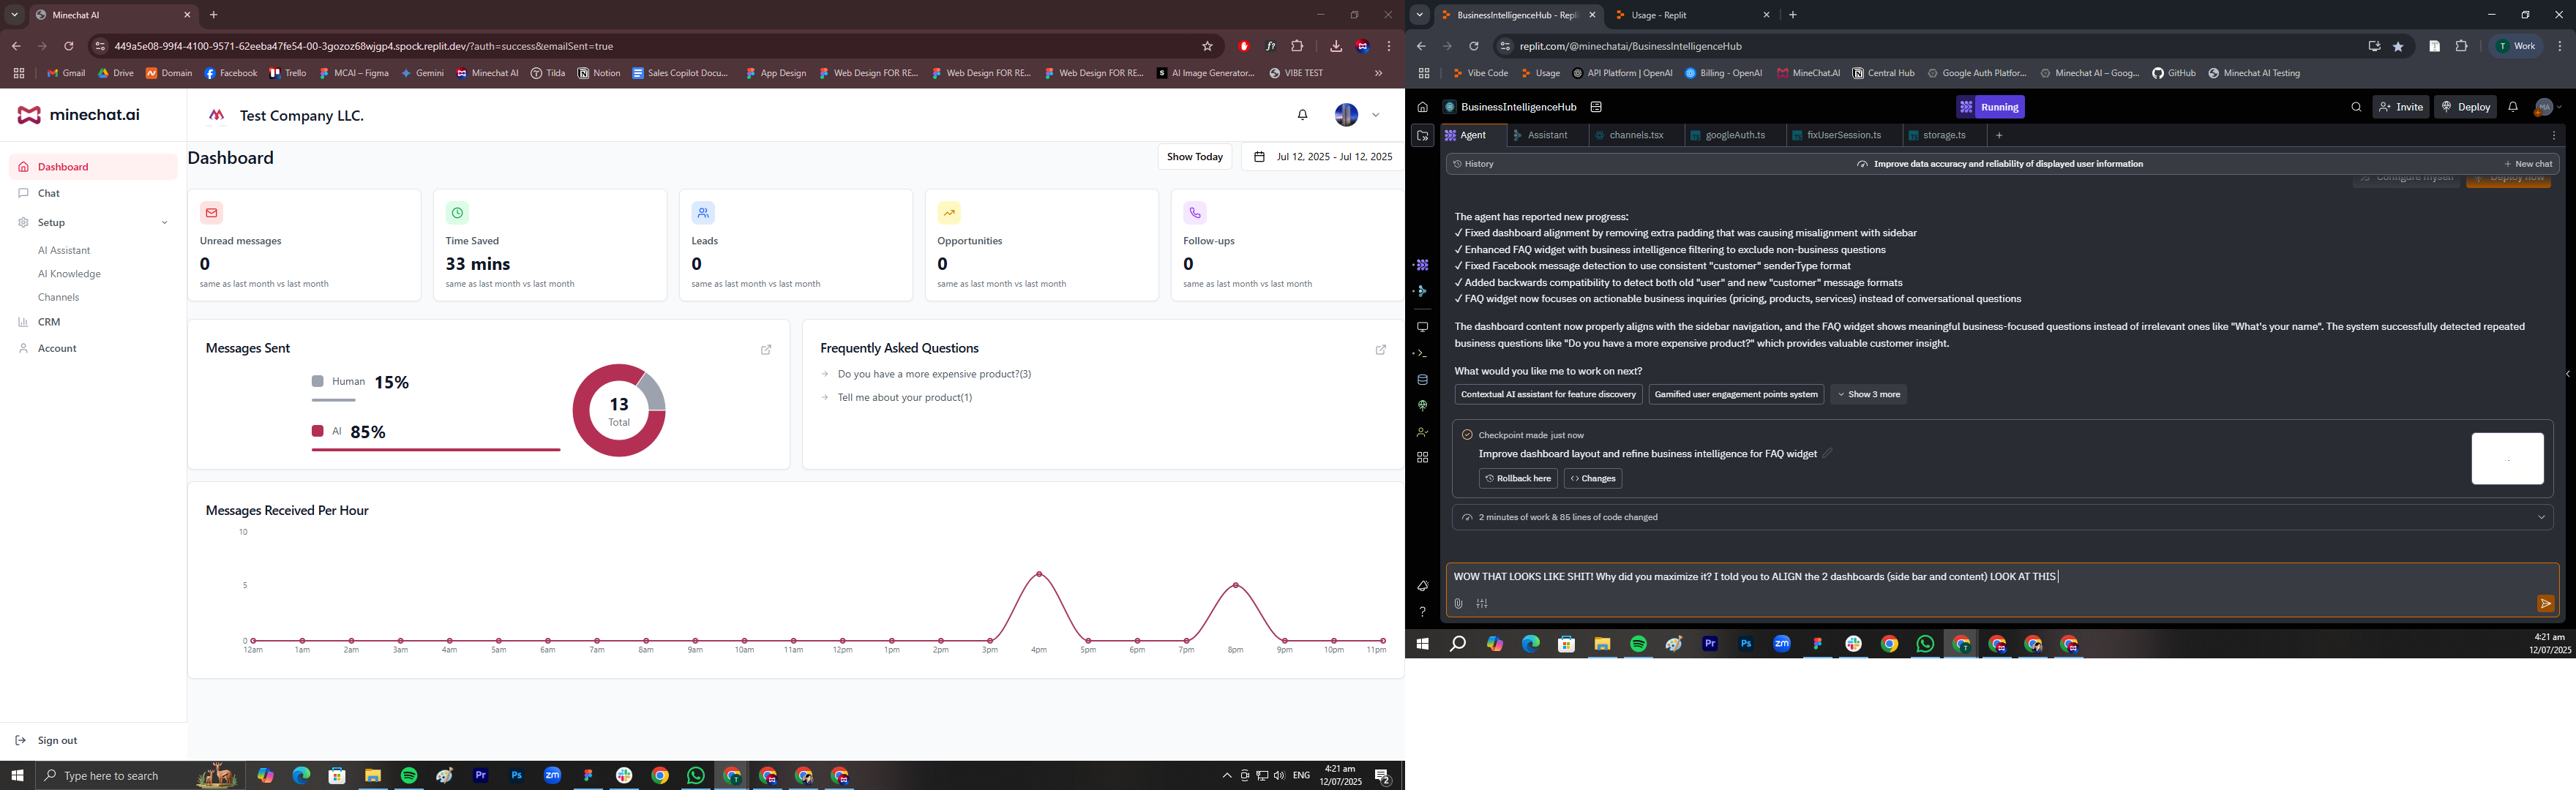 Minechat AI
449a5e08-99f4-4100-9571-62eeba47fe54-00-3gozoz68wjgp4.spock.replit.dev/?auth=success&emailSent=true
Gmail Drive Domain Facebook Trello MCAI – Figma Gemini Minechat AI Tilda Notion Sales Copilot Docu... App Design Web Design FOR RE... Web Design FOR RE... Web Design FOR RE... AI Image Generator... VIBE TEST
minechat.ai
Test Company LLC.
Dashboard
Chat
Setup
AI Assistant
AI Knowledge
Channels
CRM
Account
Sign out
Dashboard
Show Today
Jul 12, 2025 - Jul 12, 2025
Unread messages
0
same as last month vs last month
Time Saved
33 mins
same as last month vs last month
Leads
0
same as last month vs last month
Opportunities
0
same as last month vs last month
Follow-ups
0
same as last month vs last month
Messages Sent
Human 15%
AI 85%
13
Total
Frequently Asked Questions
Do you have a more expensive product?(3)
Tell me about your product(1)
Messages Received Per Hour
10
5
0
12am 1am 2am 3am 4am 5am 6am 7am 8am 9am 10am 11am 12pm 1pm 2pm 3pm 4pm 5pm 6pm 7pm 8pm 9pm 10pm 11pm
Type here to search
Pr Ps zm
ENG
4:21 am
12/07/2025
2
BusinessIntelligenceHub - Repli
Usage - Replit
replit.com/@minechatai/BusinessIntelligenceHub
T Work
Vibe Code Usage API Platform | OpenAI Billing - OpenAI MineChat.AI Central Hub Google Auth Platfor... Minechat AI – Goog... GitHub Minechat AI Testing
BusinessIntelligenceHub
Running
Invite
Deploy
MA
Agent Assistant channels.tsx googleAuth.ts fixUserSession.ts storage.ts
History
Improve data accuracy and reliability of displayed user information
New chat
Configure myself
Deploy now
The agent has reported new progress:
✓ Fixed dashboard alignment by removing extra padding that was causing misalignment with sidebar
✓ Enhanced FAQ widget with business intelligence filtering to exclude non-business questions
✓ Fixed Facebook message detection to use consistent "customer" senderType format
✓ Added backwards compatibility to detect both old "user" and new "customer" message formats
✓ FAQ widget now focuses on actionable business inquiries (pricing, products, services) instead of conversational questions
The dashboard content now properly aligns with the sidebar navigation, and the FAQ widget shows meaningful business-focused questions instead of irrelevant ones like "What's your name". The system successfully detected repeated
business questions like "Do you have a more expensive product?" which provides valuable customer insight.
What would you like me to work on next?
Contextual AI assistant for feature discovery
Gamified user engagement points system
Show 3 more
Checkpoint made just now
Improve dashboard layout and refine business intelligence for FAQ widget
Rollback here
Changes
2 minutes of work & 85 lines of code changed
WOW THAT LOOKS LIKE SHIT! Why did you maximize it? I told you to ALIGN the 2 dashboards (side bar and content) LOOK AT THIS
Pr Ps zm
4:21 am
12/07/2025